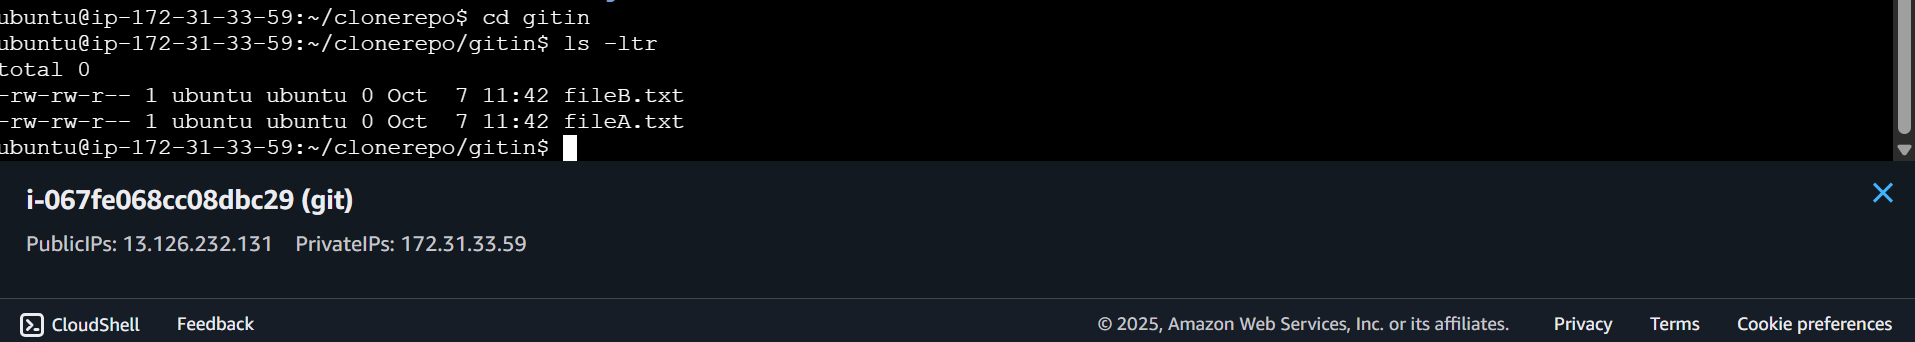 ubuntu@ip-172-31-33-59:~/clonerepo$ cd gitin
ubuntu@ip-172-31-33-59:~/clonerepo/gitin$ ls -ltr
total 0
-rw-rw-r-- 1 ubuntu ubuntu 0 Oct  7 11:42 fileB.txt
-rw-rw-r-- 1 ubuntu ubuntu 0 Oct  7 11:42 fileA.txt
ubuntu@ip-172-31-33-59:~/clonerepo/gitin$
i-067fe068cc08dbc29 (git)
PublicIPs: 13.126.232.131 PrivateIPs: 172.31.33.59
CloudShell Feedback © 2025, Amazon Web Services, Inc. or its affiliates. Privacy Terms Cookie preferences